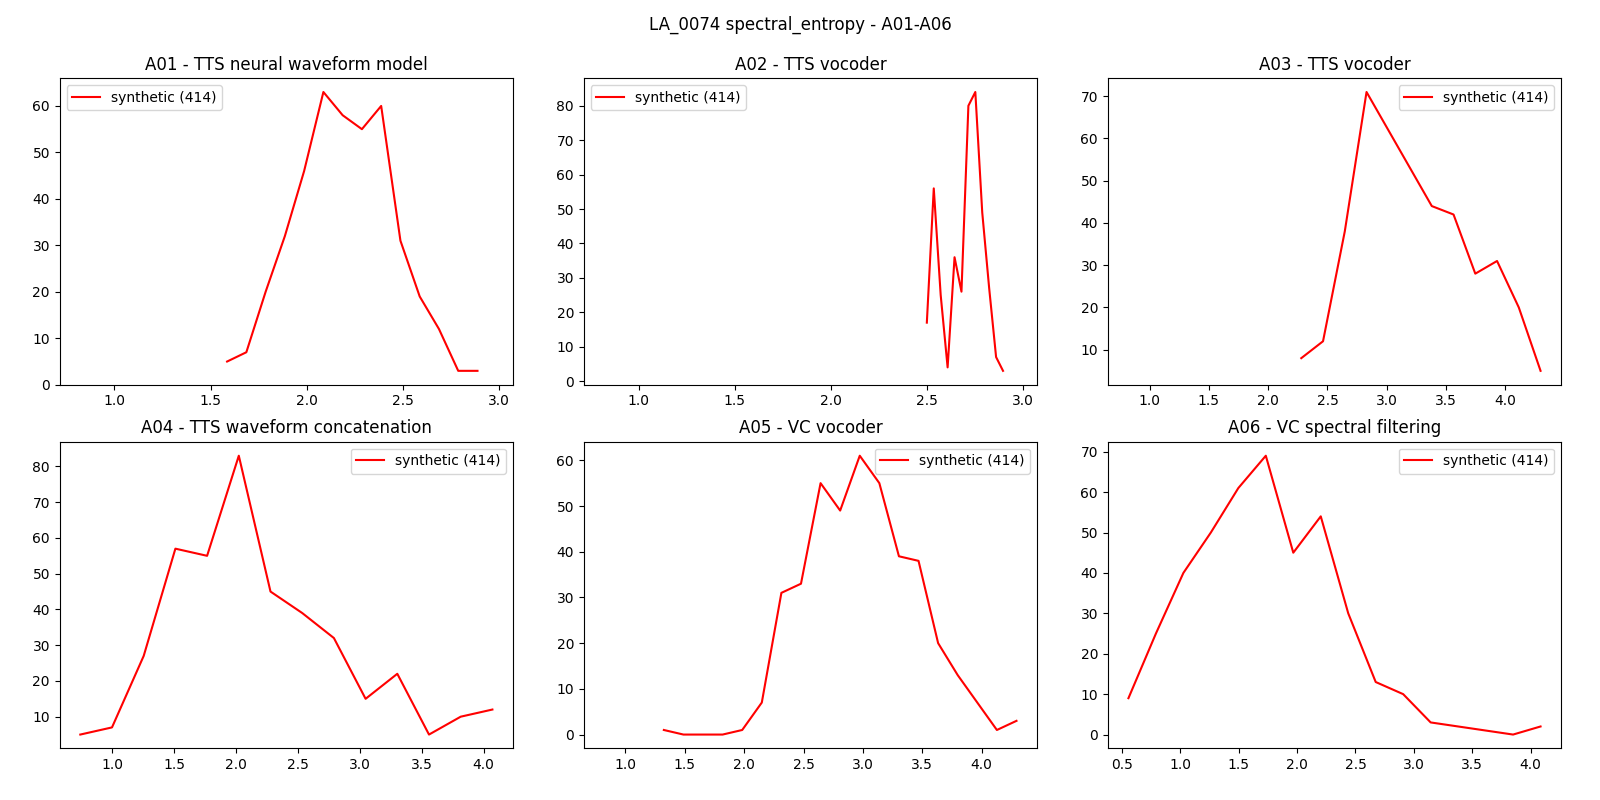 LA_0074 spectral_entropy - A01-A06
A01 - TTS neural waveform model
synthetic (414)
60
50
40
30
20
10
0
1.0 1.5 2.0 2.5 3.0
A02 - TTS vocoder
synthetic (414)
80
70
60
50
40
30
20
10
0
1.0 1.5 2.0 2.5 3.0
A03 - TTS vocoder
synthetic (414)
70
60
50
40
30
20
10
1.0 1.5 2.0 2.5 3.0 3.5 4.0
A04 - TTS waveform concatenation
synthetic (414)
80
70
60
50
40
30
20
10
1.0 1.5 2.0 2.5 3.0 3.5 4.0
A05 - VC vocoder
synthetic (414)
60
50
40
30
20
10
0
1.0 1.5 2.0 2.5 3.0 3.5 4.0
A06 - VC spectral filtering
synthetic (414)
70
60
50
40
30
20
10
0
0.5 1.0 1.5 2.0 2.5 3.0 3.5 4.0